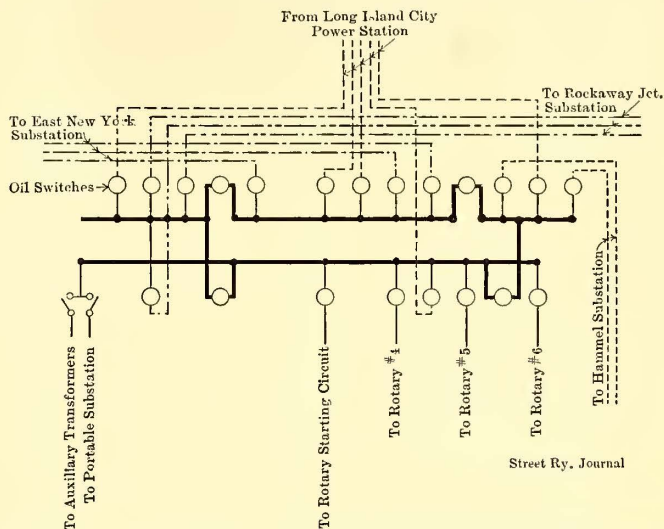 From Long Island City
Power Station
To Rockaway Jct.
Substation
To East New York
Substation
Oil Switches
To Auxiliary Transformers
To Portable Substation
To Rotary Starting Circuit
To Rotary #4
To Rotary #5
To Rotary #6
To Hammel Substation
Street Ry. Journal